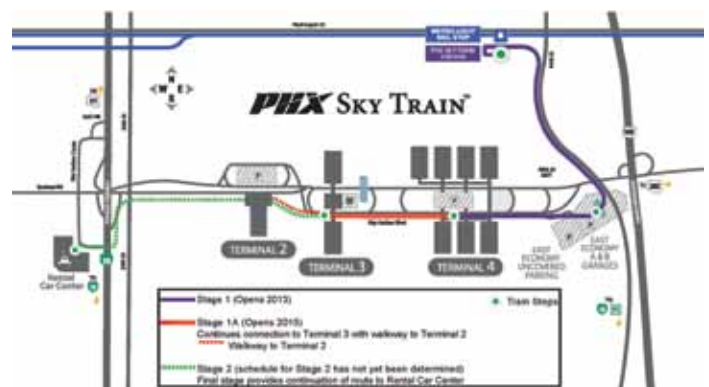 Washington St
METRO LIGHT
RAIL STOP
PHX SKY TRAIN™
N
W E
S
P
P
TERMINAL 2
TERMINAL 3
TERMINAL 4
Rental
Car Center
EAST
ECONOMY
UNCOVERED
PARKING
EAST
ECONOMY
A & B
GARAGES
Stage 1 (Opens 2013)
Train Stops
Stage 1A (Opens 2015)
Continues connection to Terminal 3 with walkway to Terminal 2
Walkway to Terminal 2
Stage 2 (schedule for Stage 2 has not yet been determined)
Final stage provides continuation of route to Rental Car Center